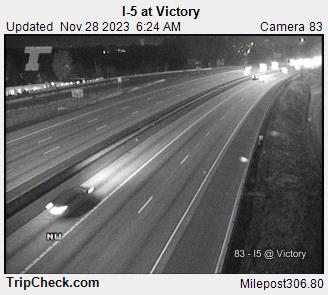 I-5 at Victory
Updated Nov 28 2023 6:24 AM Camera 83
T
NW
83 - I5 @ Victory
TripCheck.com Milepost306.80